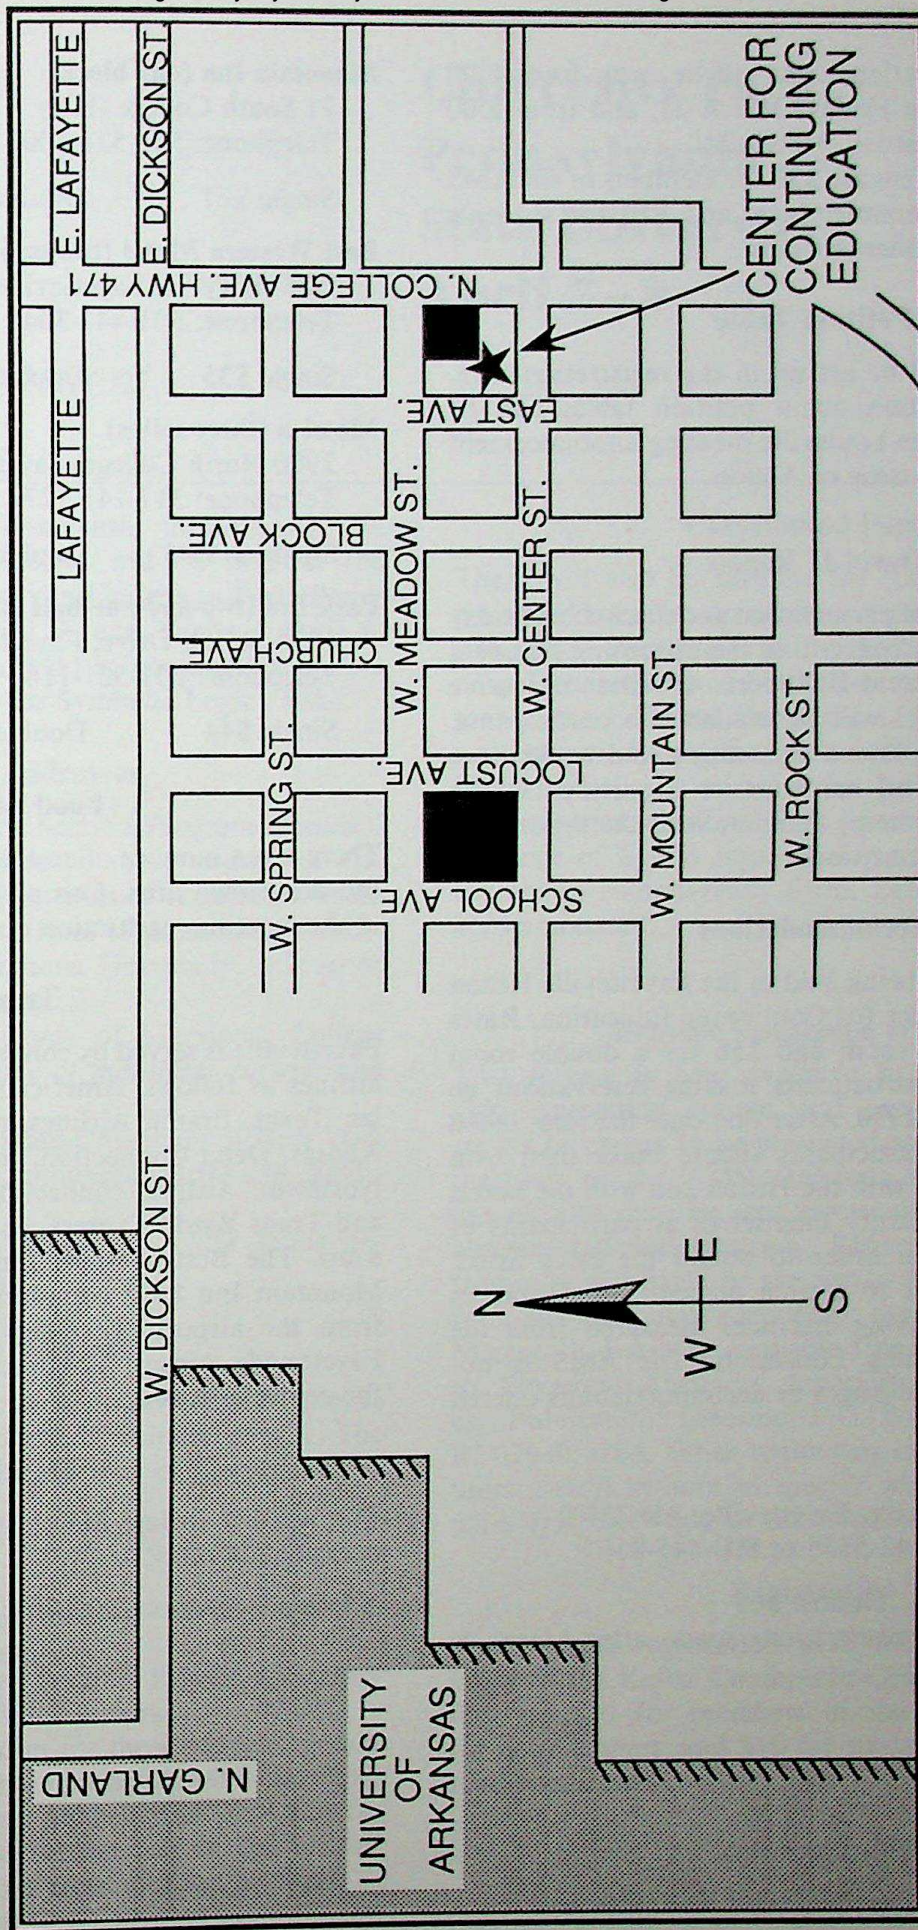 LAFAYETTE
E. LAFAYETTE
W. DICKSON ST.
E. DICKSON ST.
N. GARLAND
UNIVERSITY
OF
ARKANSAS
W. SPRING ST.
W. MEADOW ST.
W. CENTER ST.
W. MOUNTAIN ST.
W. ROCK ST.
SCHOOL AVE.
LOCUST AVE.
CHURCH AVE
BLOCK AVE.
EAST AVE.
N. COLLEGE AVE. HWY 471
CENTER FOR
CONTINUING
EDUCATION
N
W
E
S